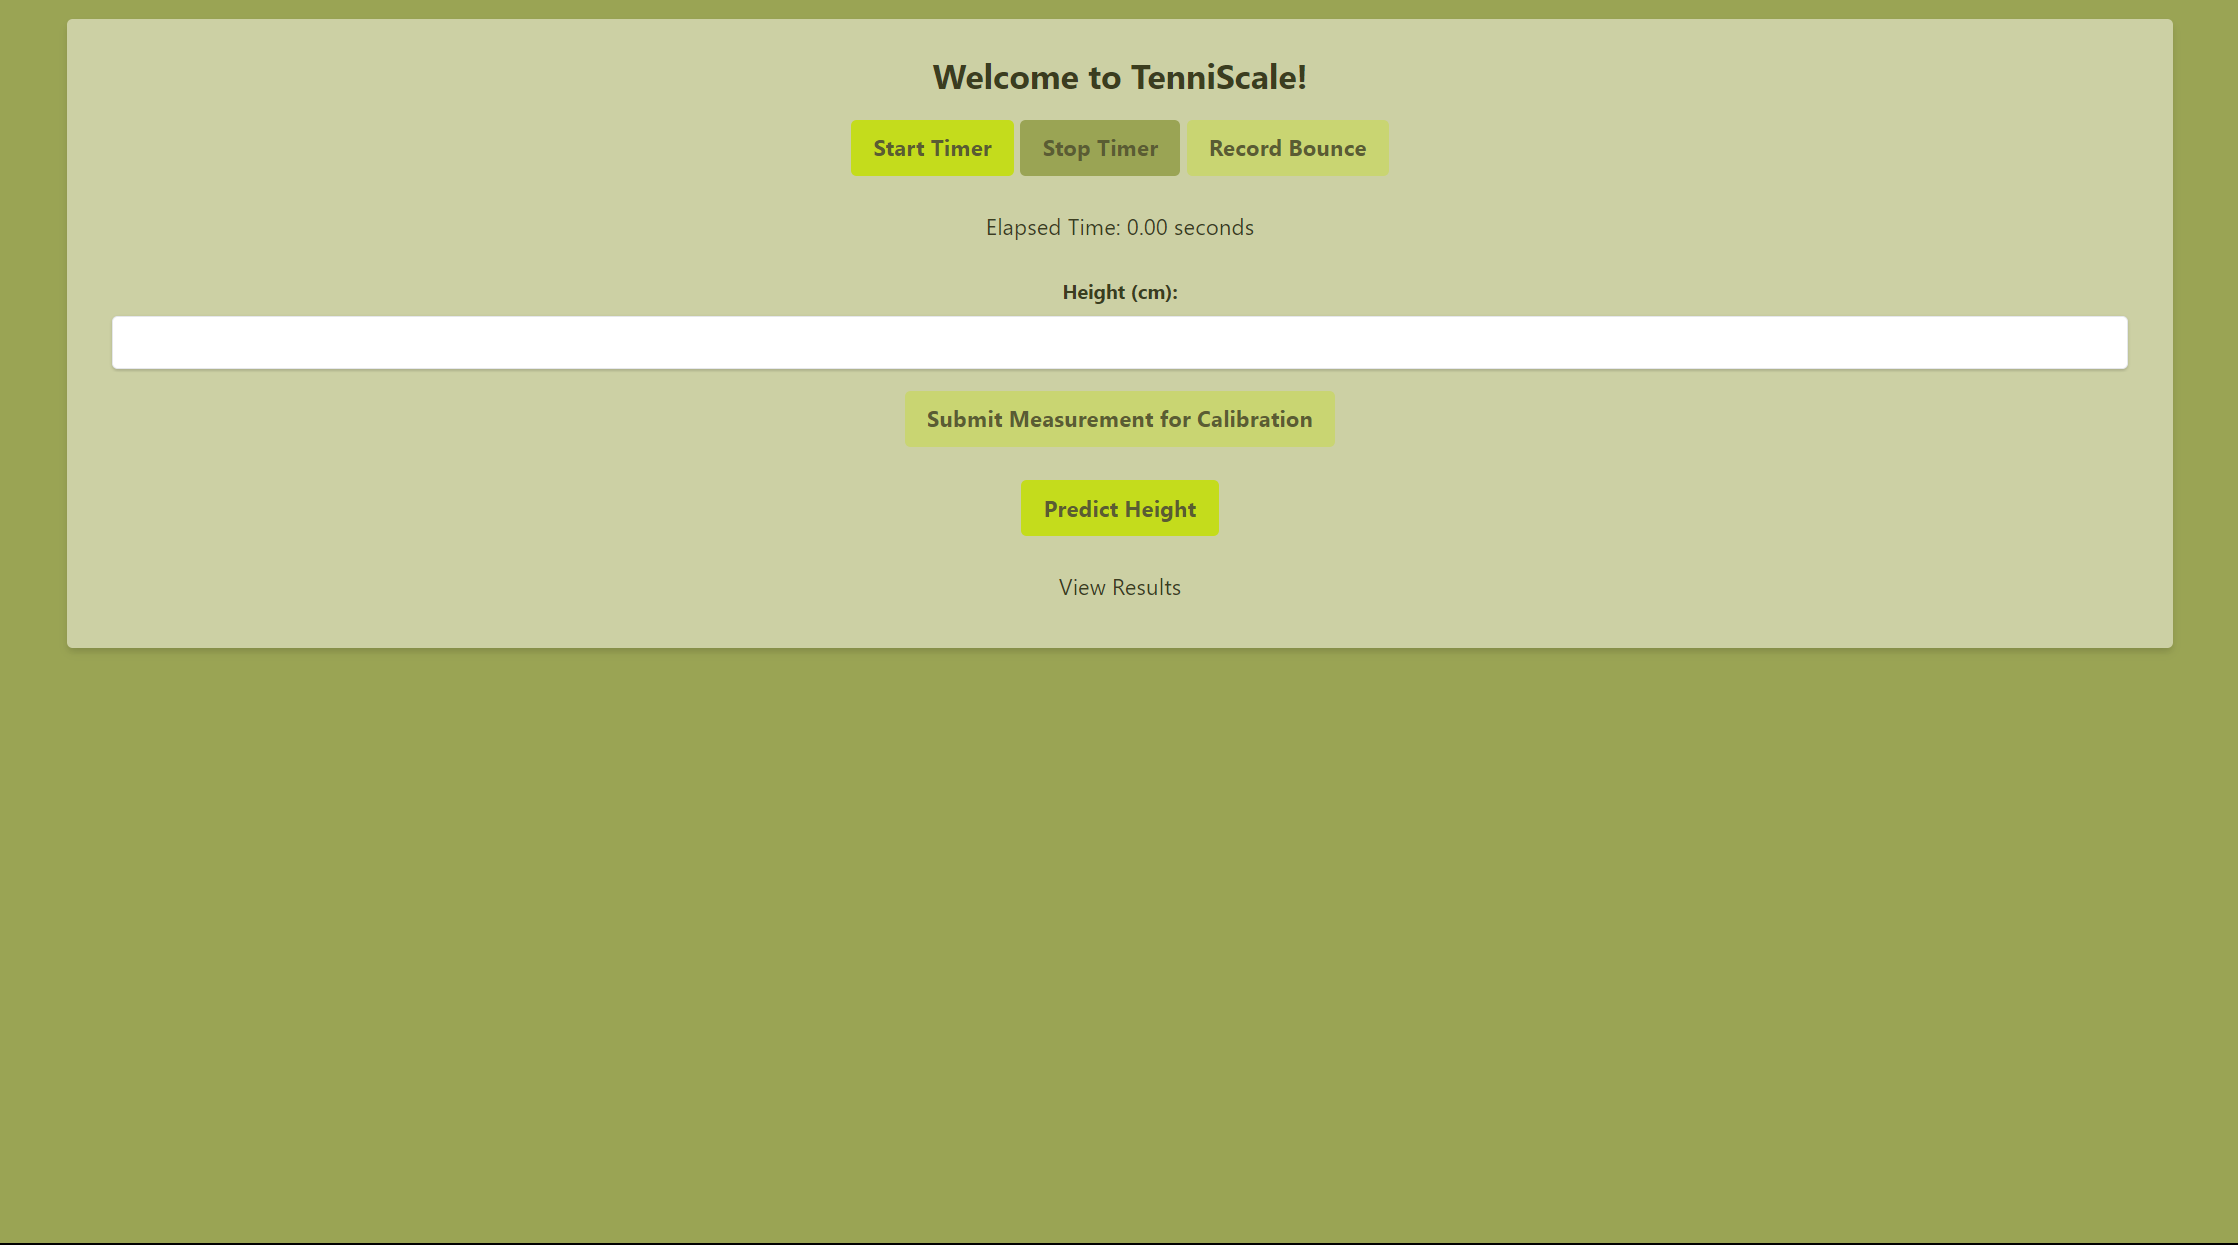 Welcome to TenniScale!
Start Timer Stop Timer Record Bounce
Elapsed Time: 0.00 seconds
Height (cm):
Submit Measurement for Calibration
Predict Height
View Results